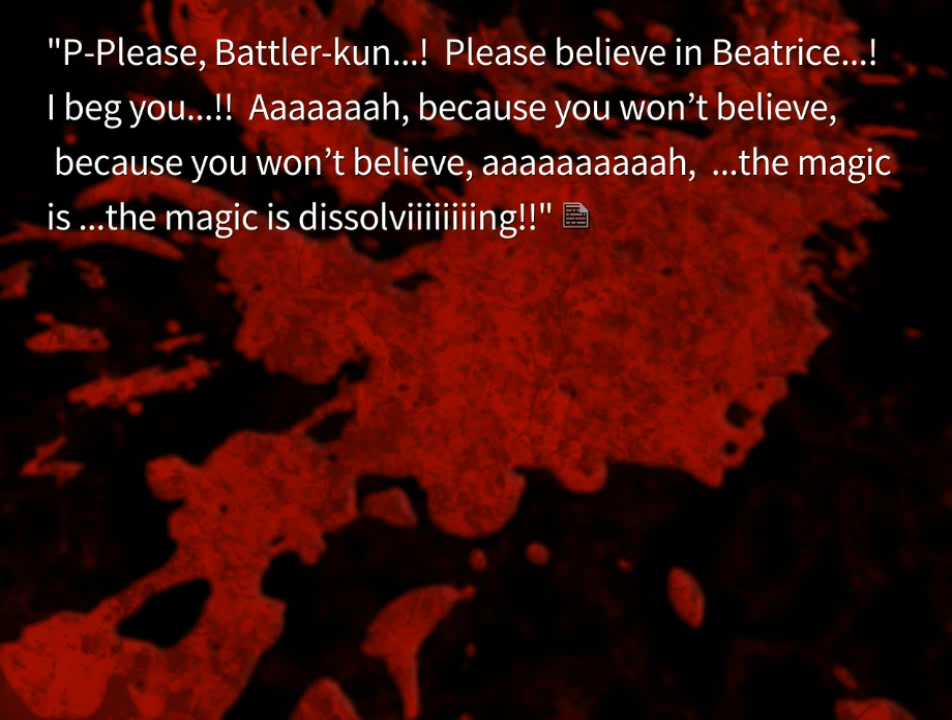 "P-Please, Battler-kun...!  Please believe in Beatrice...!
I beg you...!!  Aaaaaaah, because you won’t believe,
because you won’t believe, aaaaaaaaaaah,  ...the magic
is ...the magic is dissolviiiiiiiing!!"